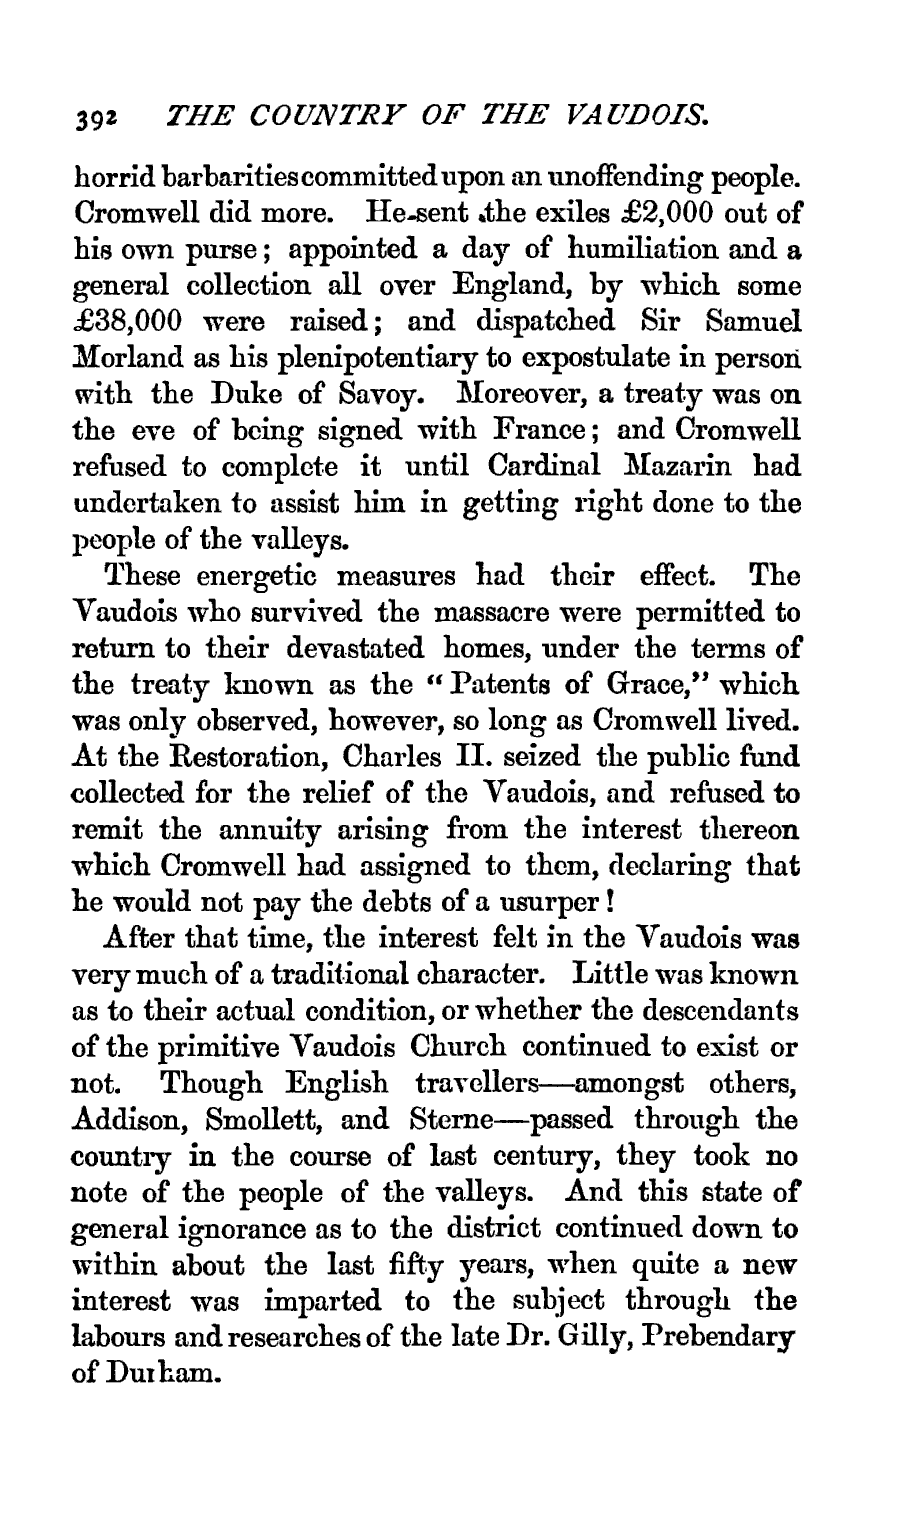 392 THE COUNTRY OF THE VAUDOIS.
horrid barbarities committed upon an unoffending people.
Cromwell did more. He sent the exiles £2,000 out of
his own purse; appointed a day of humiliation and a
general collection all over England, by which some
£38,000 were raised; and dispatched Sir Samuel
Morland as his plenipotentiary to expostulate in person
with the Duke of Savoy. Moreover, a treaty was on
the eve of being signed with France; and Cromwell
refused to complete it until Cardinal Mazarin had
undertaken to assist him in getting right done to the
people of the valleys.
These energetic measures had their effect. The
Vaudois who survived the massacre were permitted to
return to their devastated homes, under the terms of
the treaty known as the “Patents of Grace,” which
was only observed, however, so long as Cromwell lived.
At the Restoration, Charles II. seized the public fund
collected for the relief of the Vaudois, and refused to
remit the annuity arising from the interest thereon
which Cromwell had assigned to them, declaring that
he would not pay the debts of a usurper!
After that time, the interest felt in the Vaudois was
very much of a traditional character. Little was known
as to their actual condition, or whether the descendants
of the primitive Vaudois Church continued to exist or
not. Though English travellers—amongst others,
Addison, Smollett, and Sterne—passed through the
country in the course of last century, they took no
note of the people of the valleys. And this state of
general ignorance as to the district continued down to
within about the last fifty years, when quite a new
interest was imparted to the subject through the
labours and researches of the late Dr. Gilly, Prebendary
of Durham.